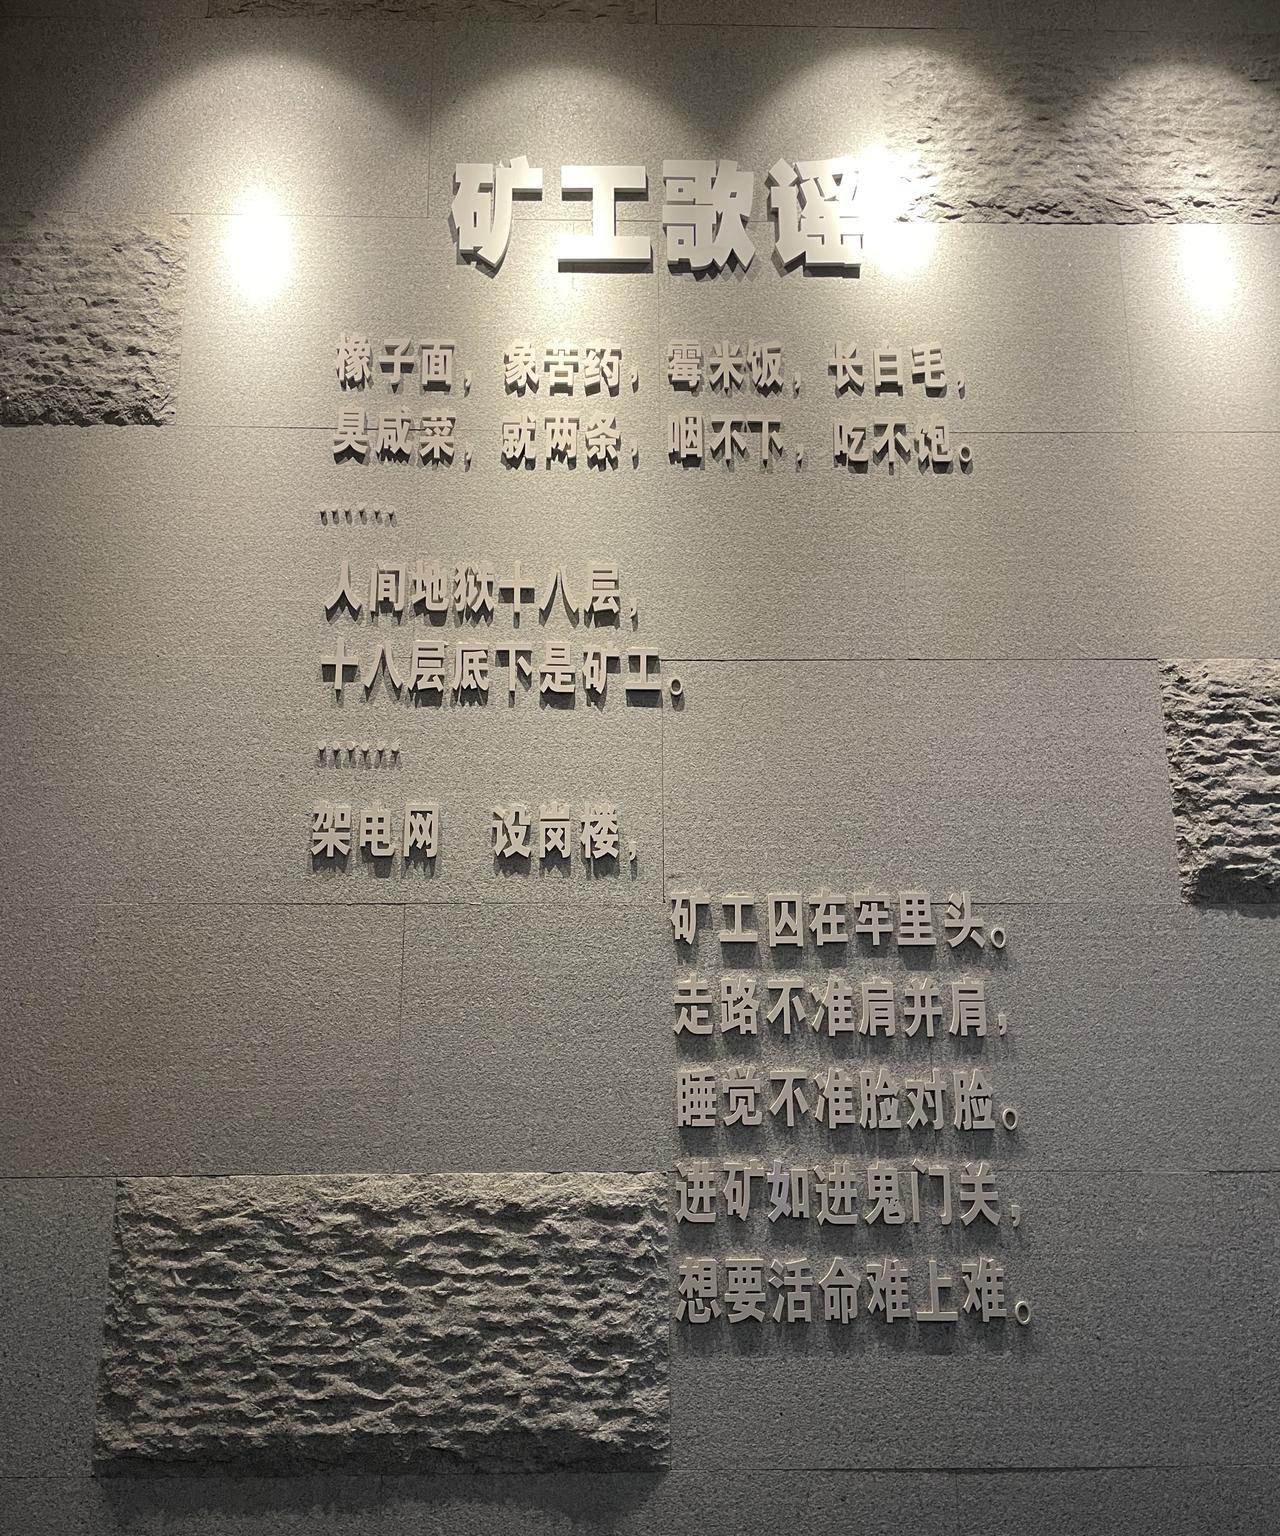 矿工歌谣
橡子面，象苦药，霉米饭，长白毛，
臭咸菜，就两条，咽不下，吃不饱。
……
人间地狱十八层，
十八层底下是矿工。
……
架电网　设岗楼，
矿工囚在牢里头。
走路不准肩并肩，
睡觉不准脸对脸。
进矿如进鬼门关，
想要活命难上难。